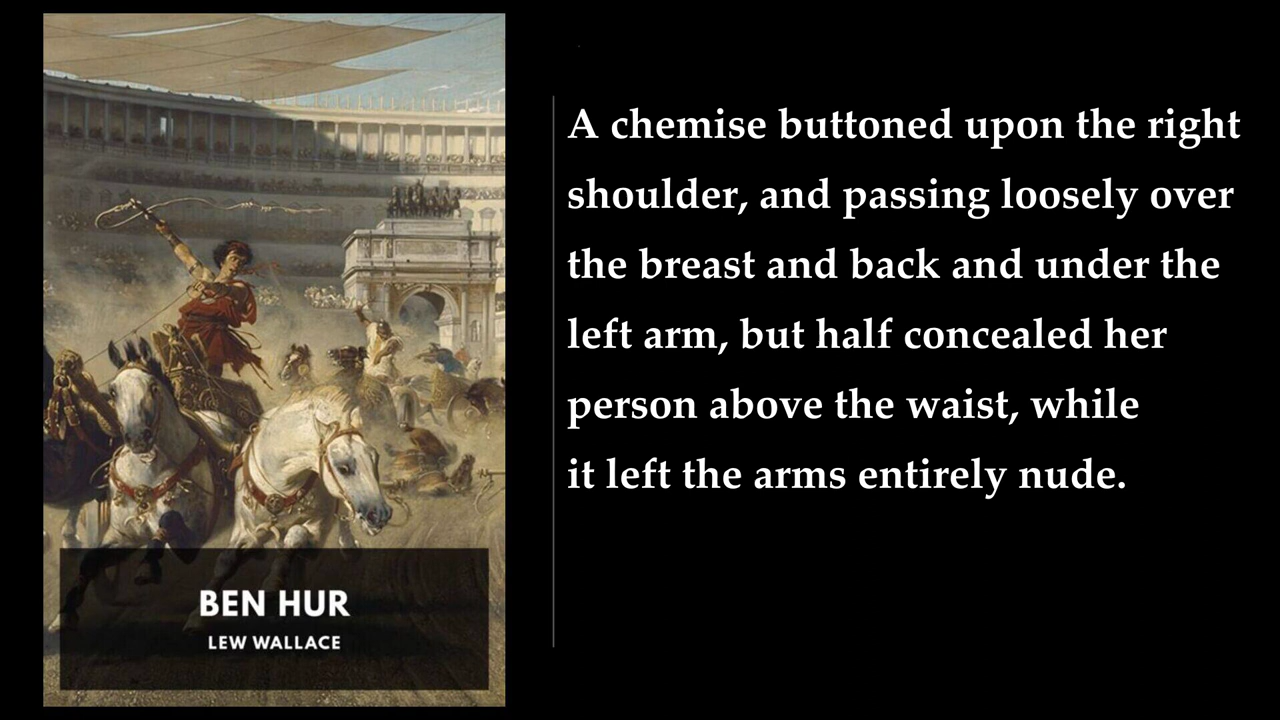 A chemise buttoned upon the right
shoulder, and passing loosely over
the breast and back and under the
left arm, but half concealed her
person above the waist, while
it left the arms entirely nude.
BEN HUR
LEW WALLACE